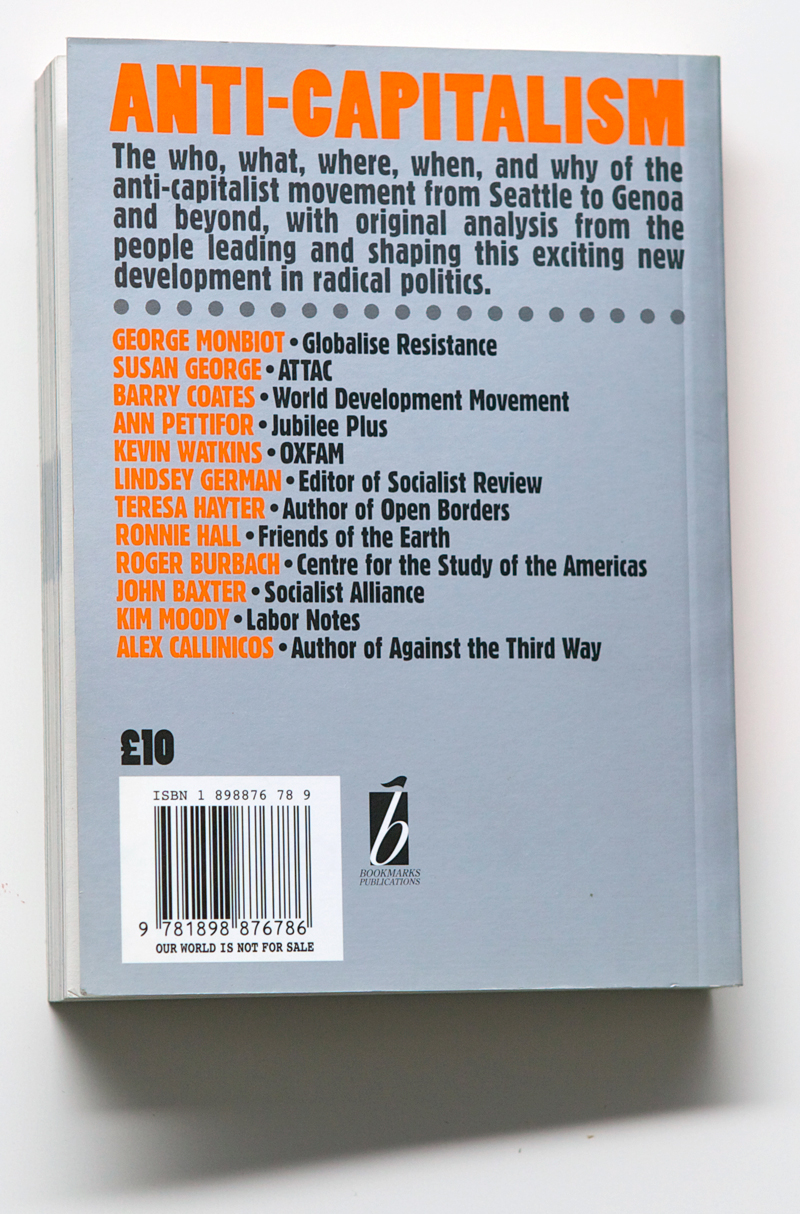 ANTI-CAPITALISM
The who, what, where, when, and why of the
anti-capitalist movement from Seattle to Genoa
and beyond, with original analysis from the
people leading and shaping this exciting new
development in radical politics.
GEORGE MONBIOT • Globalise Resistance
SUSAN GEORGE • ATTAC
BARRY COATES • World Development Movement
ANN PETTIFOR • Jubilee Plus
KEVIN WATKINS • OXFAM
LINDSEY GERMAN • Editor of Socialist Review
TERESA HAYTER • Author of Open Borders
RONNIE HALL • Friends of the Earth
ROGER BURBACH • Centre for the Study of the Americas
JOHN BAXTER • Socialist Alliance
KIM MOODY • Labor Notes
ALEX CALLINICOS • Author of Against the Third Way
£10
ISBN 1 898876 78 9
9 781898 876786
OUR WORLD IS NOT FOR SALE
b
BOOKMARKS
PUBLICATIONS